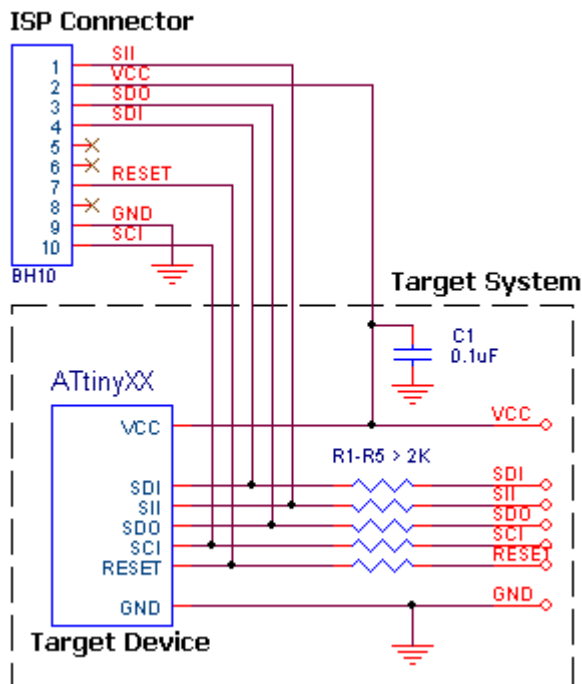 ISP Connector
1 SII
2 VCC
3 SDO
4 SDI
5
6
7 RESET
8
9 GND
10 SCI
BH10
Target System
C1
0.1uF
ATtinyXX
VCC VCC
R1-R5 > 2K
SDI SDI
SII SII
SDO SDO
SCI SCI
RESET RESET
GND GND
Target Device